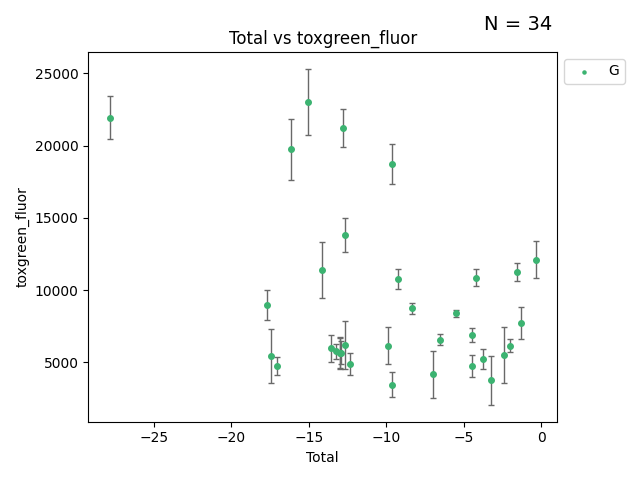 N = 34
Total vs toxgreen_fluor
G
25000
20000
15000
10000
5000
toxgreen_fluor
−25
−20
−15
−10
−5
0
Total